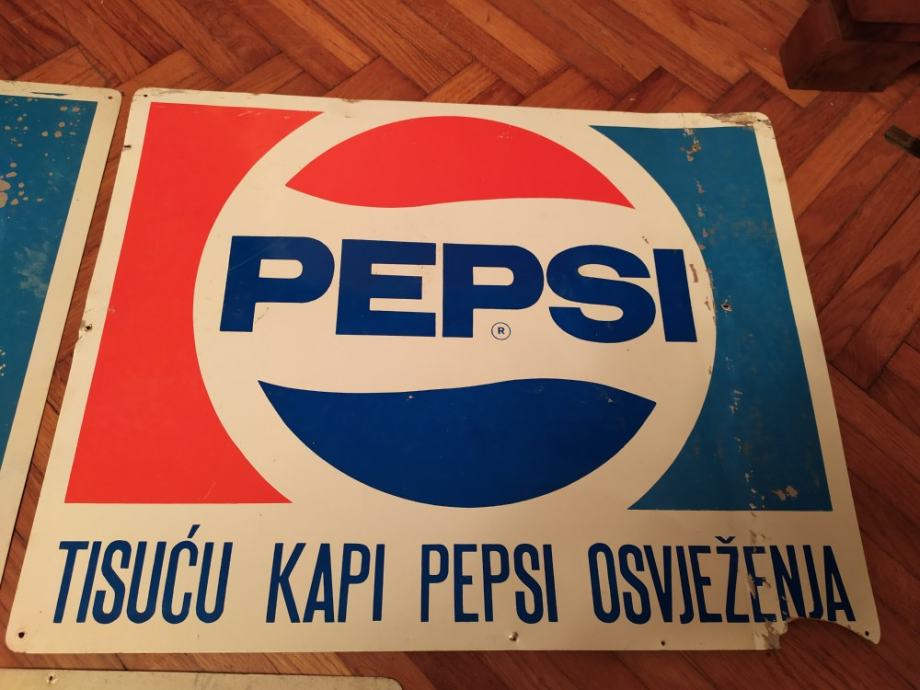 PEPSI
®
TISUĆU KAPI PEPSI OSVJEŽENJA